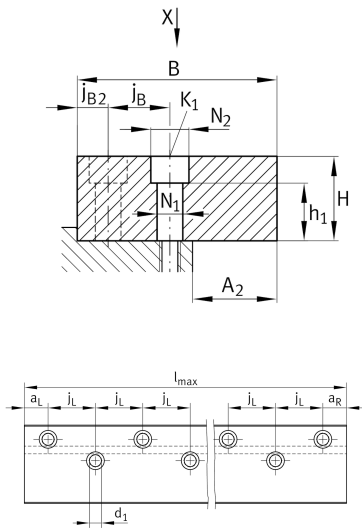 X
B
jB2 jB K1
N2
N1
h1
H
A2
lmax
aL jL jL jL jL jL aR
d1